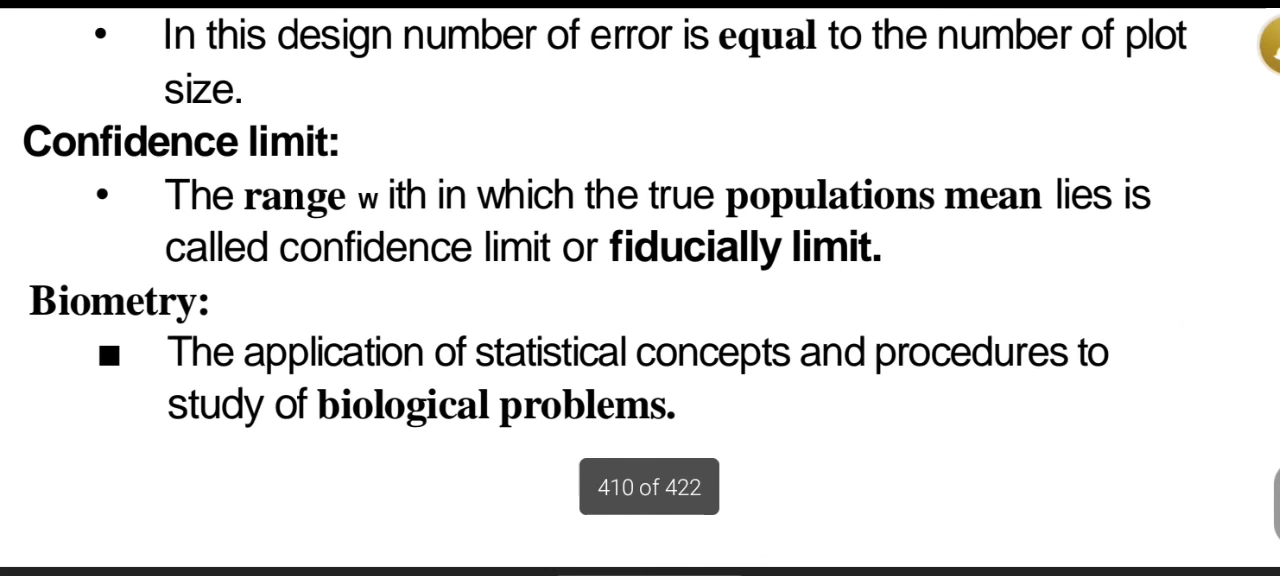 • In this design number of error is equal to the number of plot
size.
Confidence limit:
• The range w ith in which the true populations mean lies is
called confidence limit or fiducially limit.
Biometry:
■ The application of statistical concepts and procedures to
study of biological problems.
410 of 422